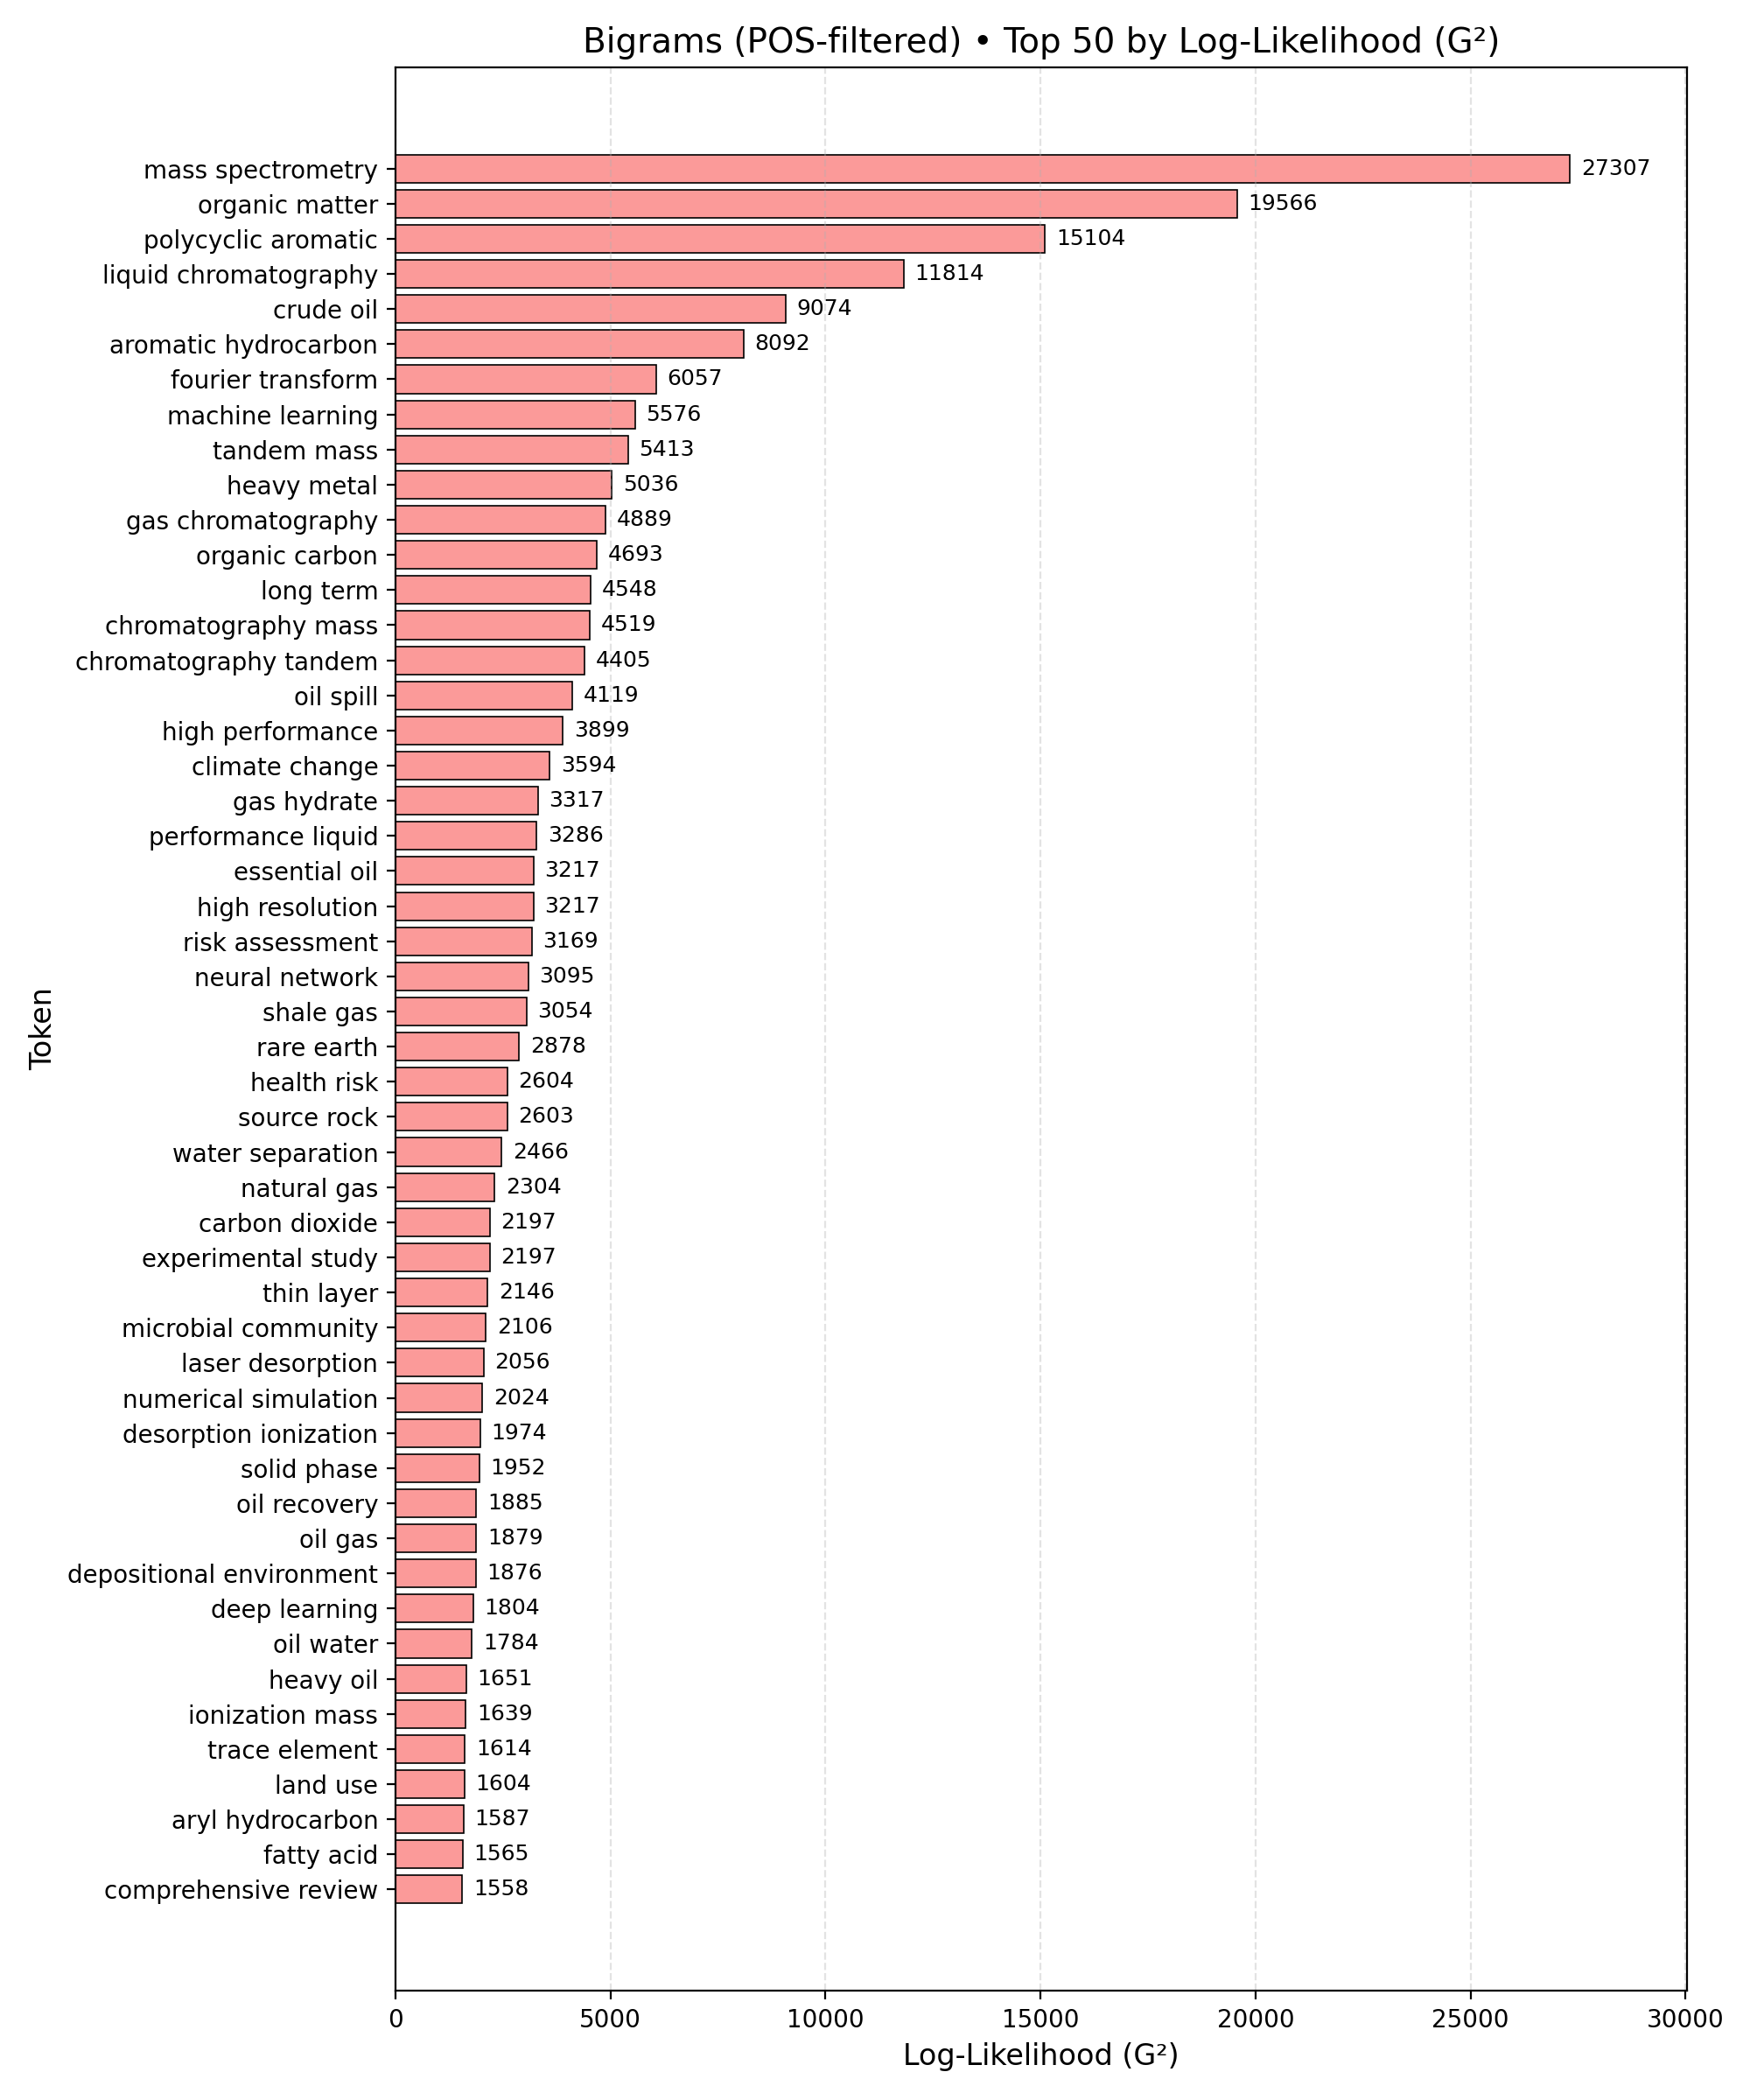 Bigrams (POS-filtered) • Top 50 by Log-Likelihood (G²)
mass spectrometry 27307
organic matter 19566
polycyclic aromatic 15104
liquid chromatography 11814
crude oil 9074
aromatic hydrocarbon 8092
fourier transform 6057
machine learning 5576
tandem mass 5413
heavy metal 5036
gas chromatography 4889
organic carbon 4693
long term 4548
chromatography mass 4519
chromatography tandem 4405
oil spill 4119
high performance 3899
climate change 3594
gas hydrate 3317
performance liquid 3286
essential oil 3217
high resolution 3217
risk assessment 3169
neural network 3095
shale gas 3054
rare earth 2878
health risk 2604
source rock 2603
water separation 2466
natural gas 2304
carbon dioxide 2197
experimental study 2197
thin layer 2146
microbial community 2106
laser desorption 2056
numerical simulation 2024
desorption ionization 1974
solid phase 1952
oil recovery 1885
oil gas 1879
depositional environment 1876
deep learning 1804
oil water 1784
heavy oil 1651
ionization mass 1639
trace element 1614
land use 1604
aryl hydrocarbon 1587
fatty acid 1565
comprehensive review 1558
Token
0 5000 10000 15000 20000 25000 30000
Log-Likelihood (G²)